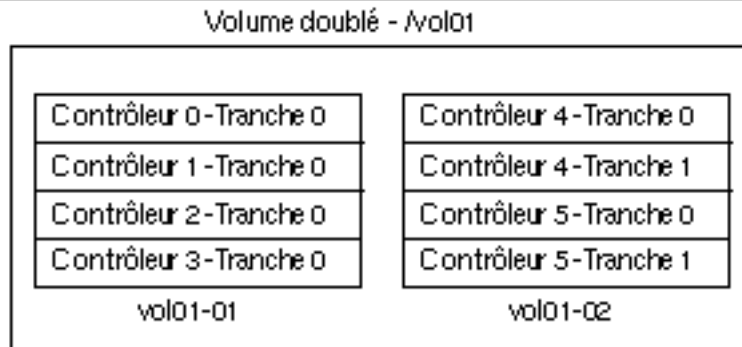 Volume doublé - /vol01
Contrôleur 0-Tranche 0
Contrôleur 1-Tranche 0
Contrôleur 2-Tranche 0
Contrôleur 3-Tranche 0
vol01-01
Contrôleur 4-Tranche 0
Contrôleur 4-Tranche 1
Contrôleur 5-Tranche 0
Contrôleur 5-Tranche 1
vol01-02